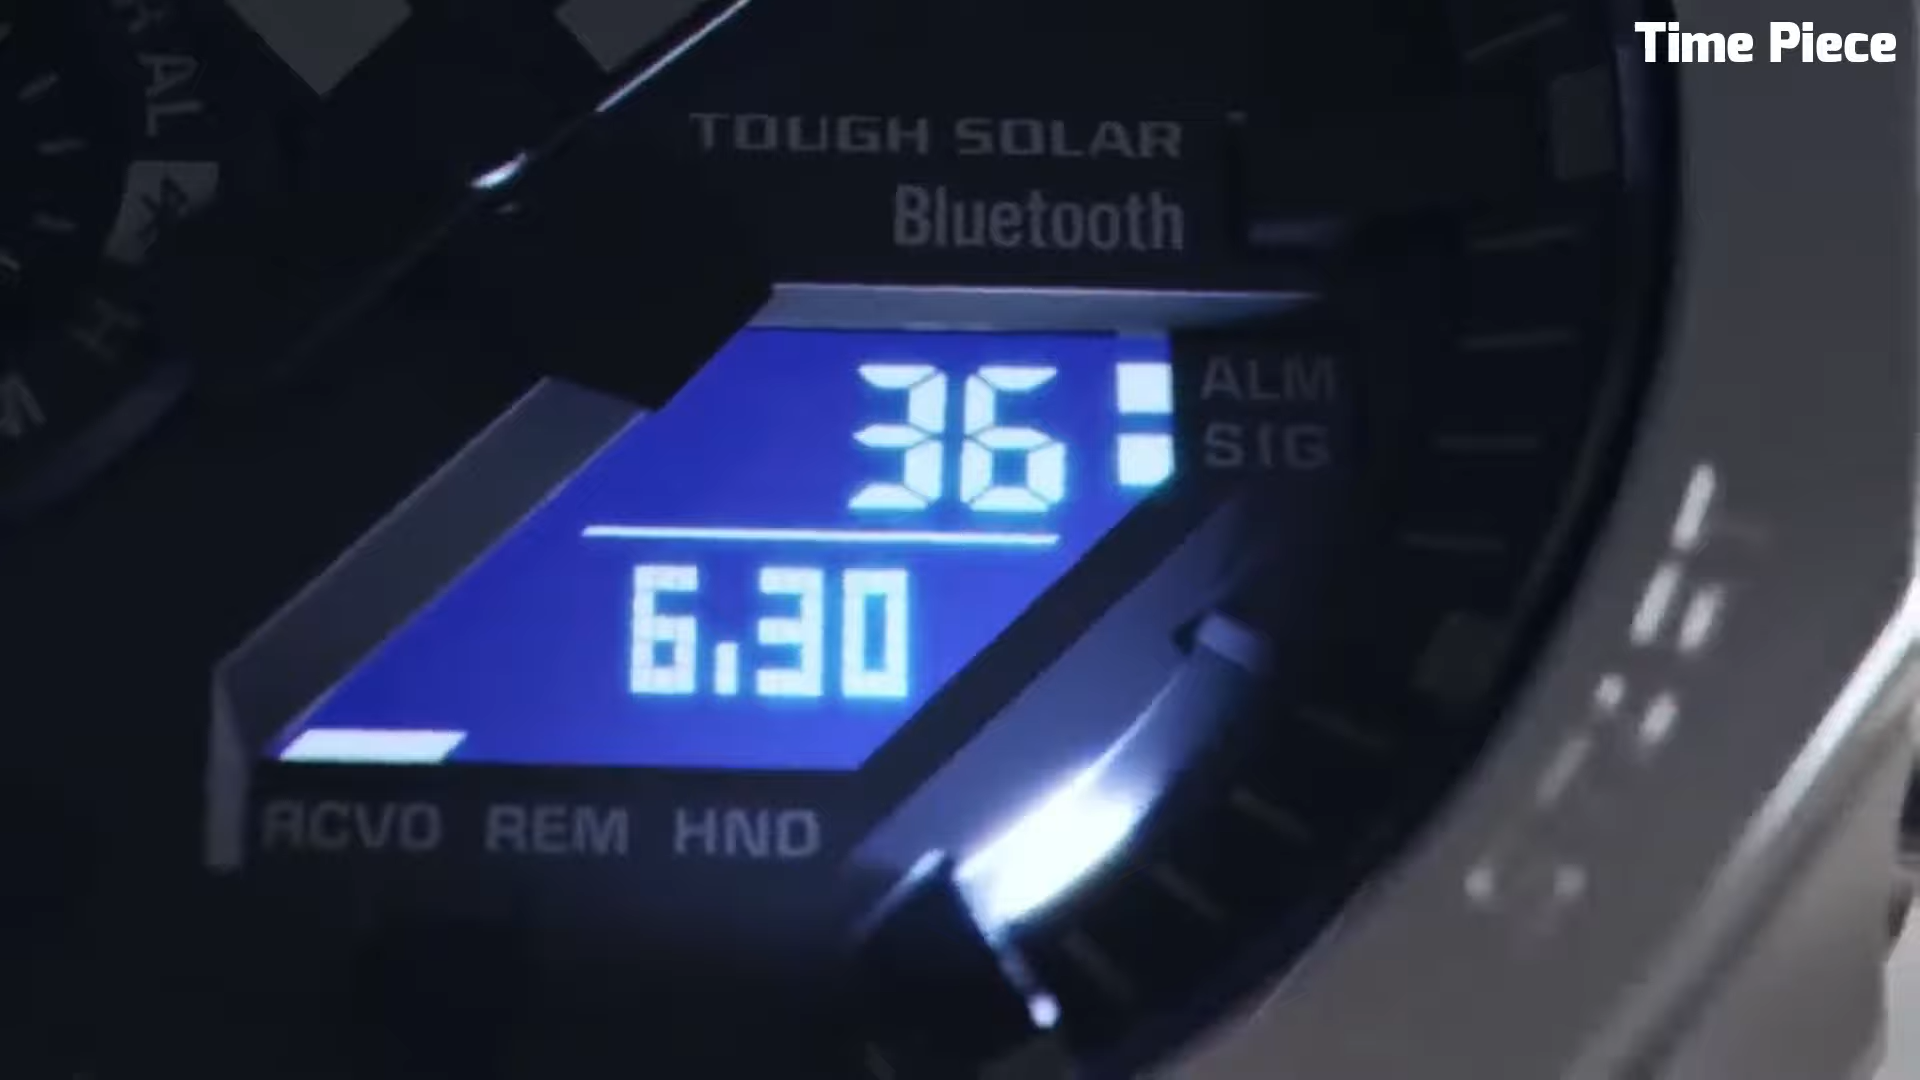 Time Piece
TOUGH SOLAR
Bluetooth
36
ALM
SIG
6.30
RCVD REM HND